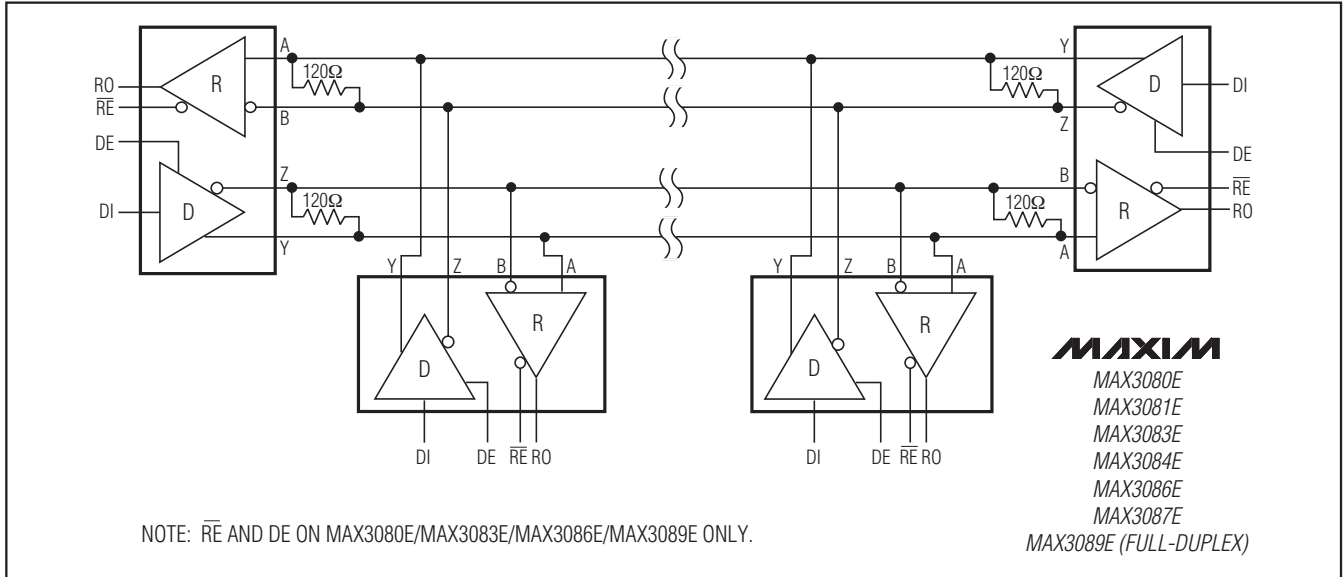 A
Y
120Ω
120Ω
RO
R
D
DI
RE
B
Z
DE
DE
Z
B
RE
120Ω
120Ω
DI
D
R
RO
Y
A
Y Z B A
Y Z B A
R
R
D
D
DI DE RE RO
DI DE RE RO
MAXIM
MAX3080E
MAX3081E
MAX3083E
MAX3084E
MAX3086E
MAX3087E
MAX3089E (FULL-DUPLEX)
NOTE: RE AND DE ON MAX3080E/MAX3083E/MAX3086E/MAX3089E ONLY.